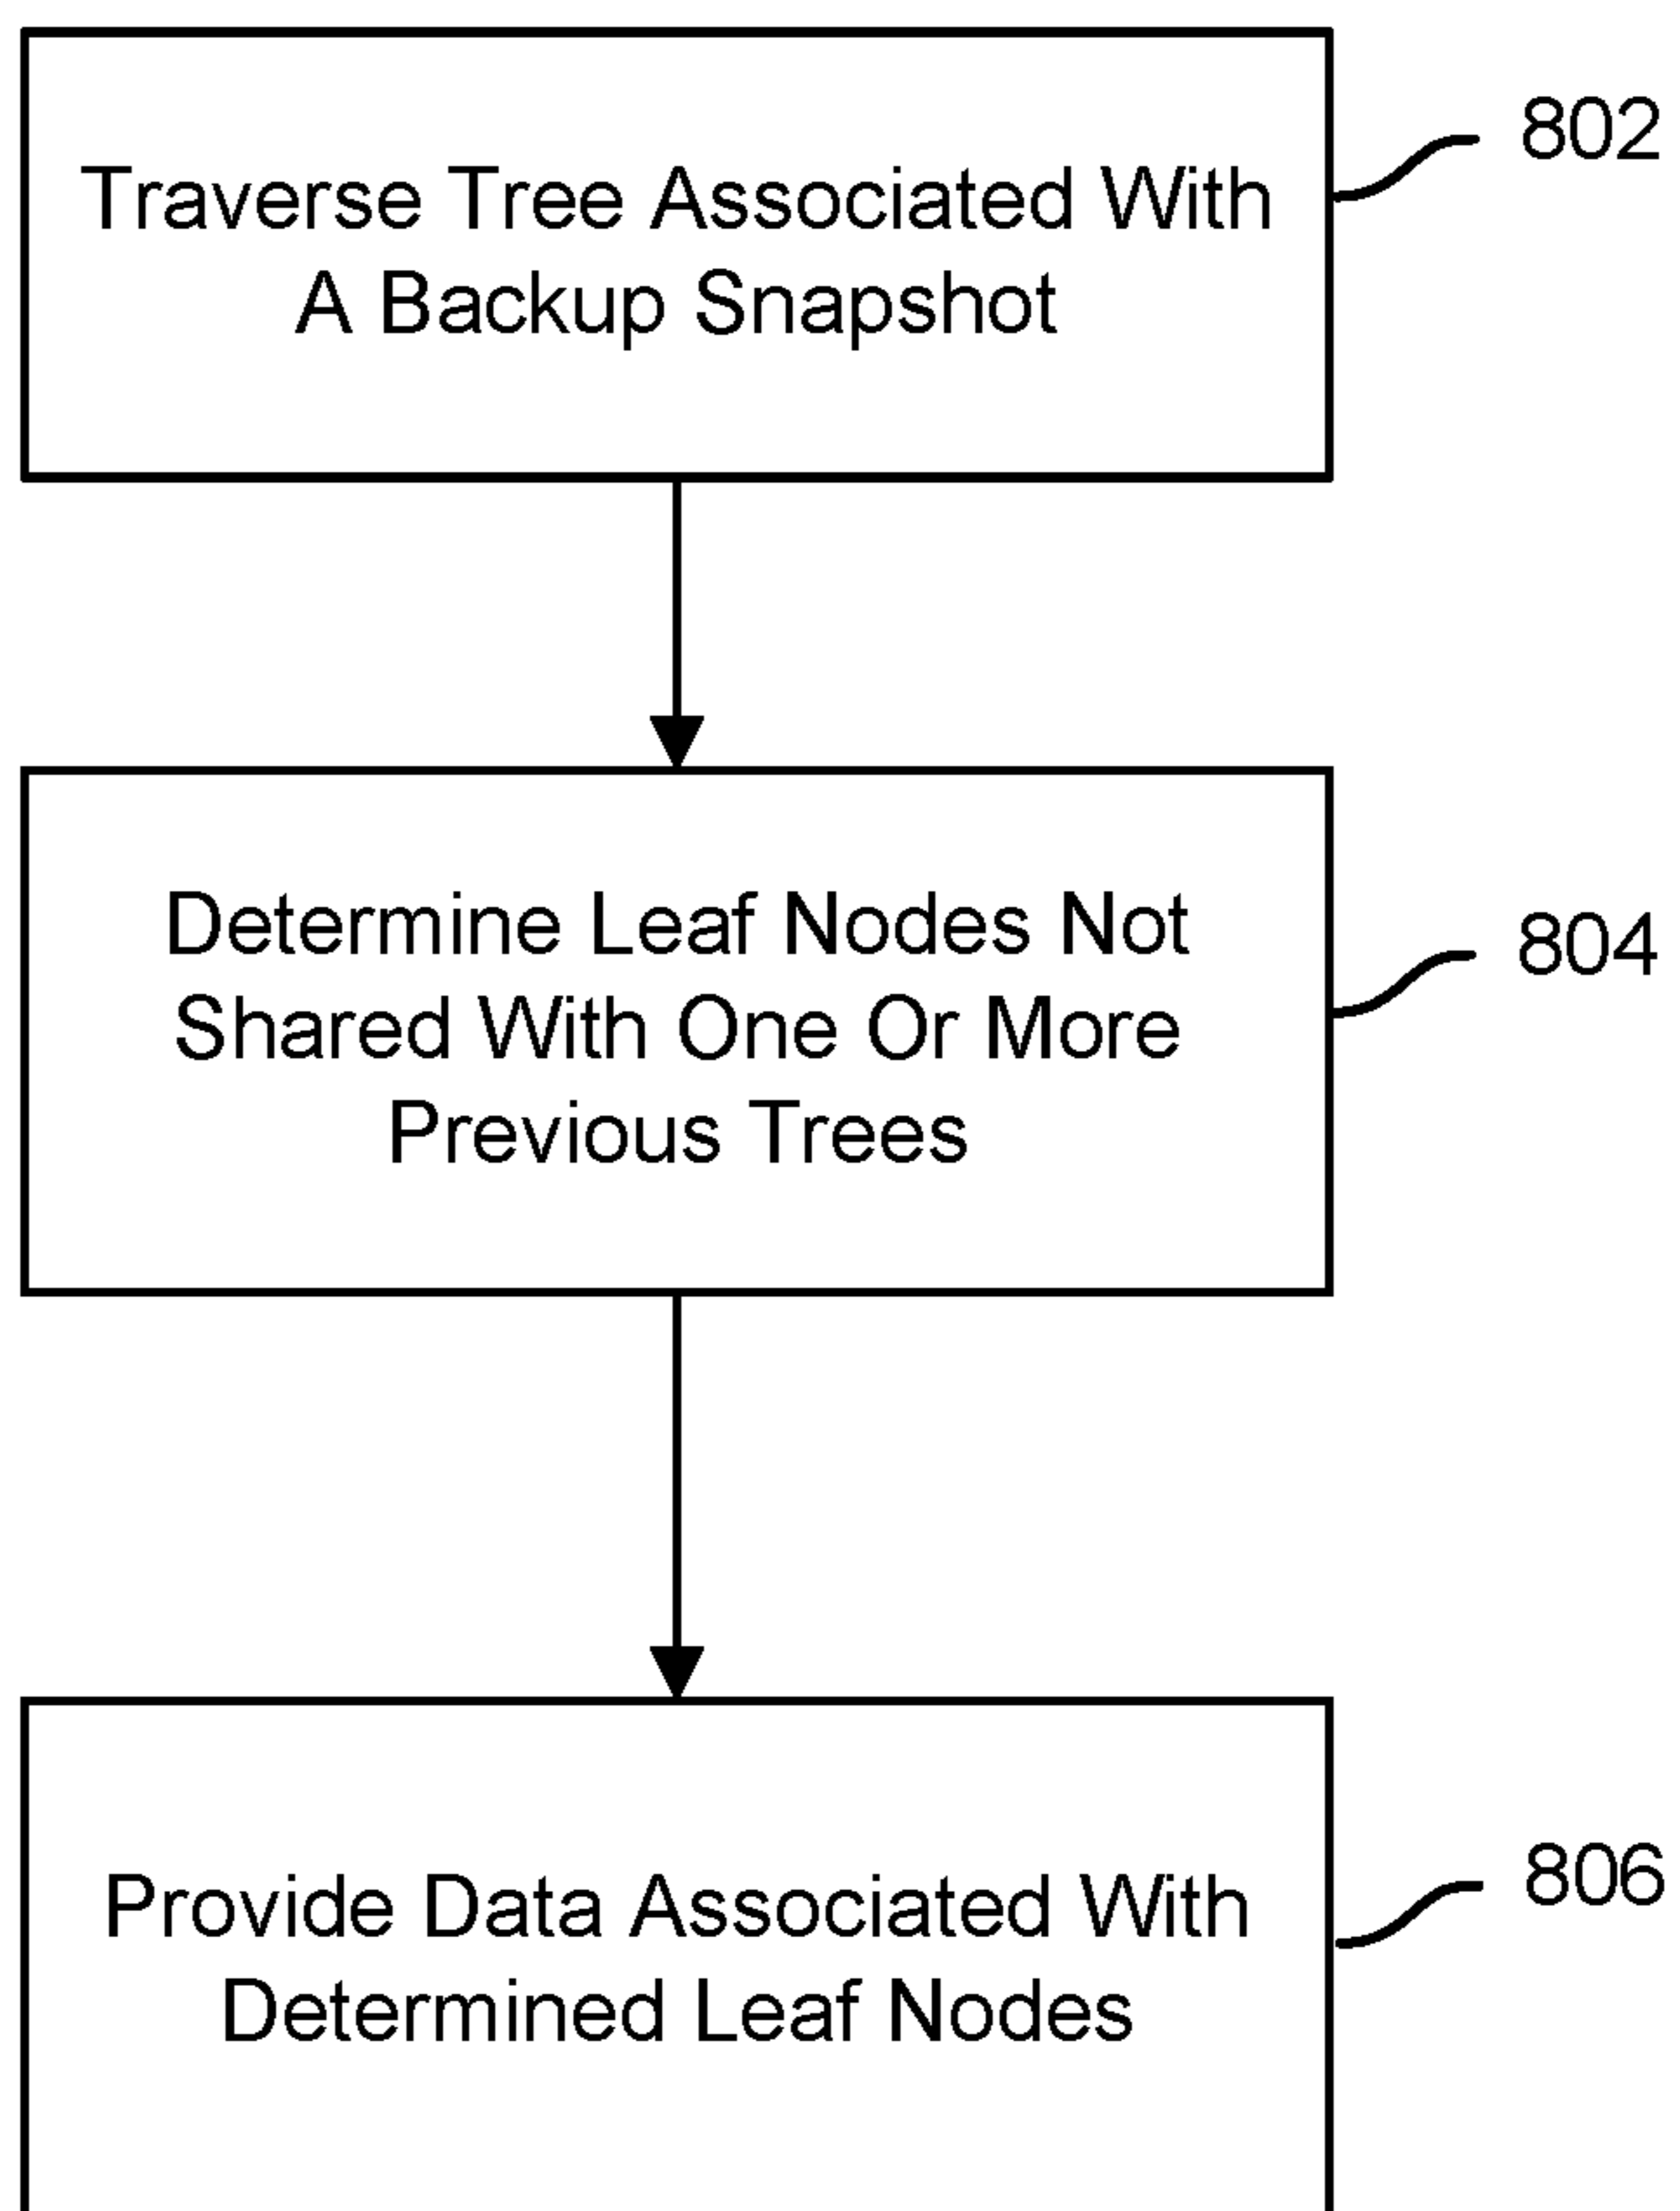 802
Traverse Tree Associated With
A Backup Snapshot
Determine Leaf Nodes Not
804
Shared With One Or More
Previous Trees
806
Provide Data Associated With
Determined Leaf Nodes